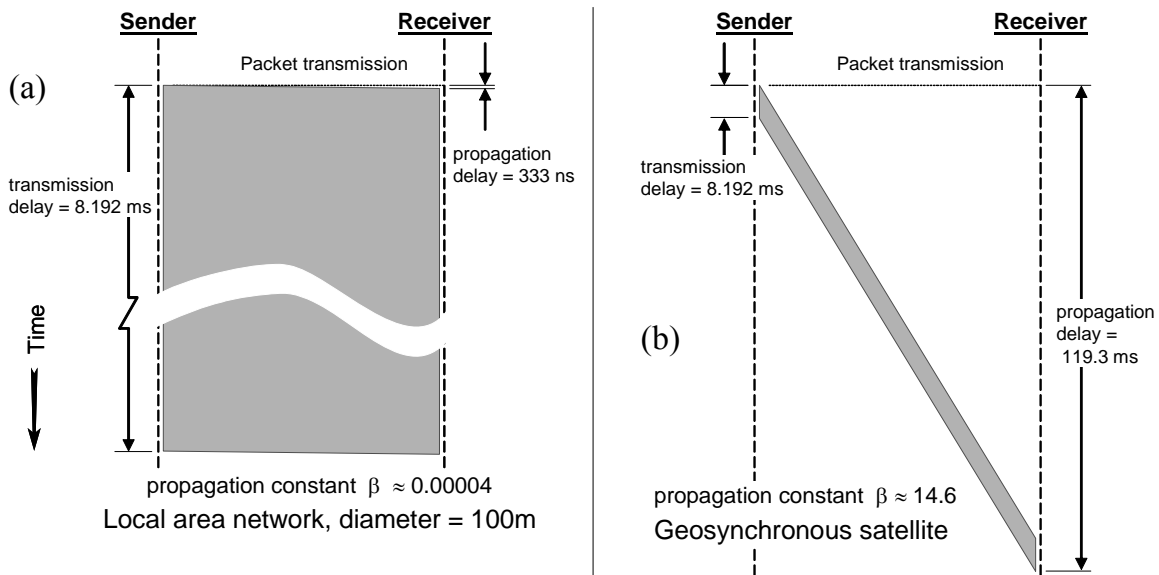 Sender
Receiver
Packet transmission
(a)
propagation
delay = 333 ns
transmission
delay = 8.192 ms
Time
propagation constant β ≈ 0.00004
Local area network, diameter = 100m
Sender
Receiver
Packet transmission
transmission
delay = 8.192 ms
propagation
delay =
119.3 ms
(b)
propagation constant β ≈ 14.6
Geosynchronous satellite